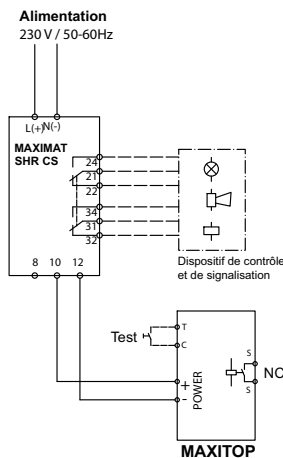 Alimentation
230 V / 50-60Hz
L(+) N(-)
MAXIMAT
SHR CS
24
21
22
34
31
32
8 10 12
Dispositif de contrôle
et de signalisation
Test
T
C
+
-
POWER
S
S
NO
MAXITOP